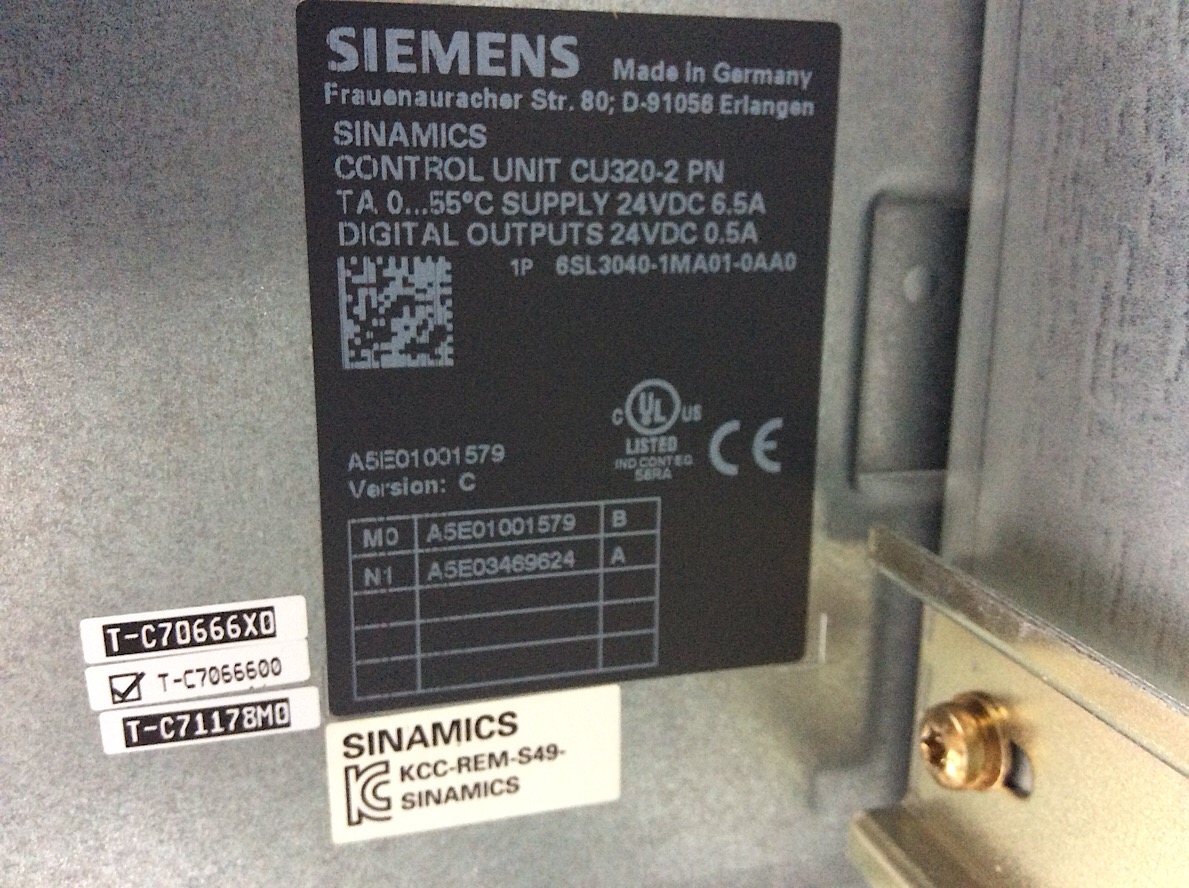 SIEMENS
Made in Germany
Frauenauracher Str. 80; D-91056 Erlangen
SINAMICS
CONTROL UNIT CU320-2 PN
TA 0...55°C SUPPLY 24VDC 6.5A
DIGITAL OUTPUTS 24VDC 0.5A
1P 6SL3040-1MA01-0AA0
C UL US
LISTED
IND CONT EQ
58RA
CE
A5E01001579
Version: C
M0 A5E01001579 B
N1 A5E03469624 A
T-C70666X0
T-C7066600
T-C71178M0
SINAMICS
KCC-REM-S49-
SINAMICS